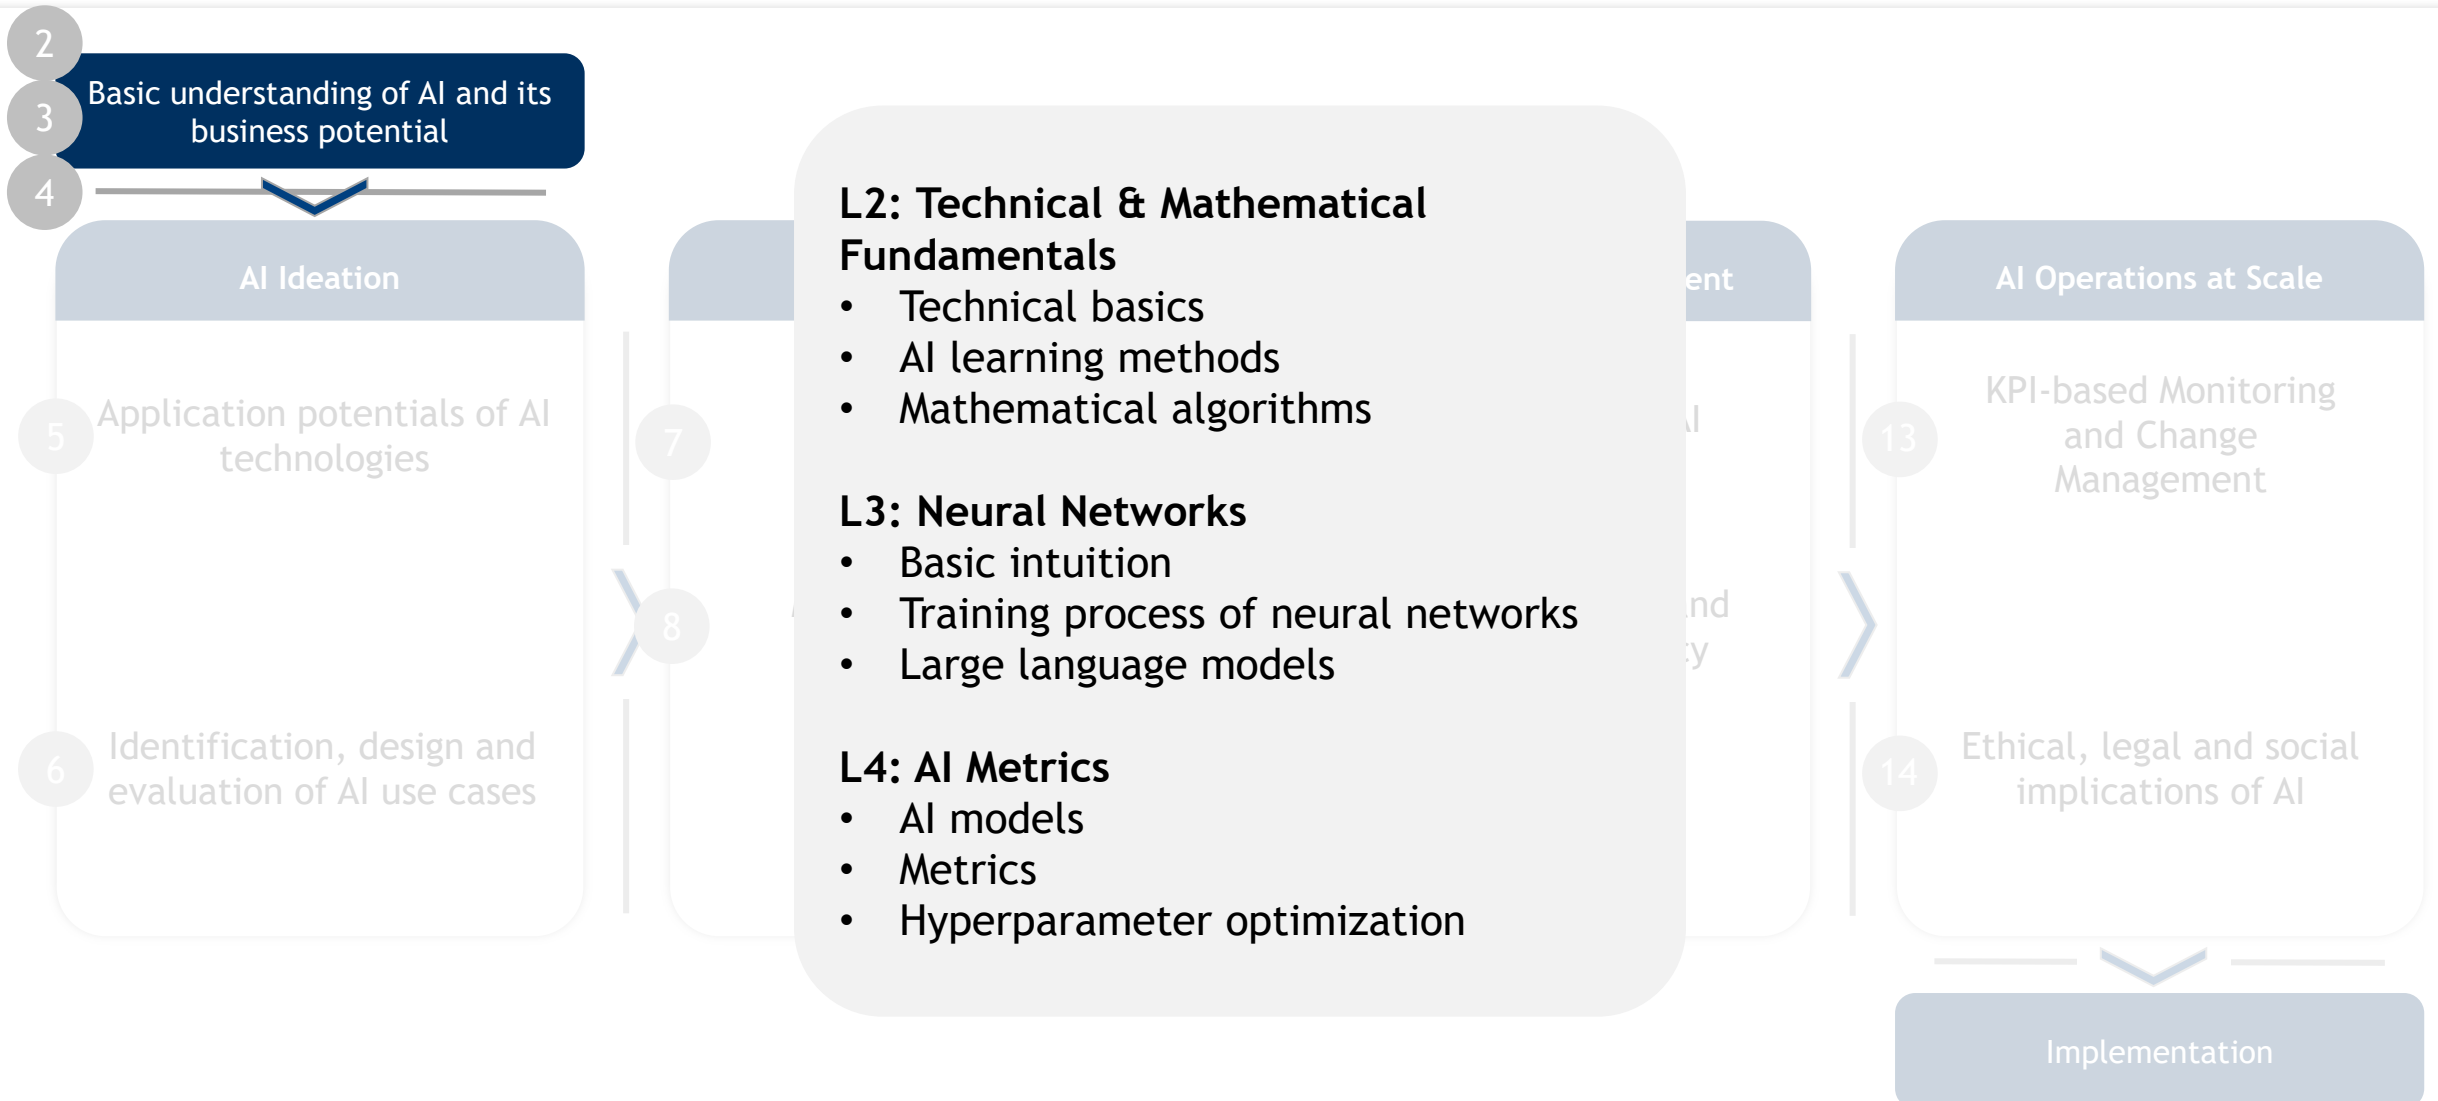 2
3
4
Basic understanding of AI and its
business potential
AI Ideation
5
Application potentials of AI
technologies
6
Identification, design and
evaluation of AI use cases
7
8
L2: Technical & Mathematical
Fundamentals
• Technical basics
• AI learning methods
• Mathematical algorithms
L3: Neural Networks
• Basic intuition
• Training process of neural networks
• Large language models
L4: AI Metrics
• AI models
• Metrics
• Hyperparameter optimization
AI Operations at Scale
13
KPI-based Monitoring
and Change
Management
14
Ethical, legal and social
implications of AI
Implementation